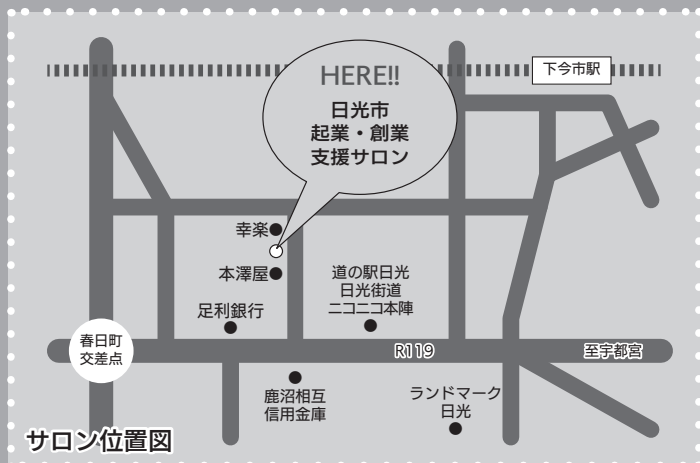 下今市駅
HERE!!
日光市
起業・創業
支援サロン
幸楽
本澤屋
足利銀行
道の駅日光
日光街道
ニコニコ本陣
春日町
交差点
R119
至宇都宮
鹿沼相互
信用金庫
ランドマーク
日光
サロン位置図